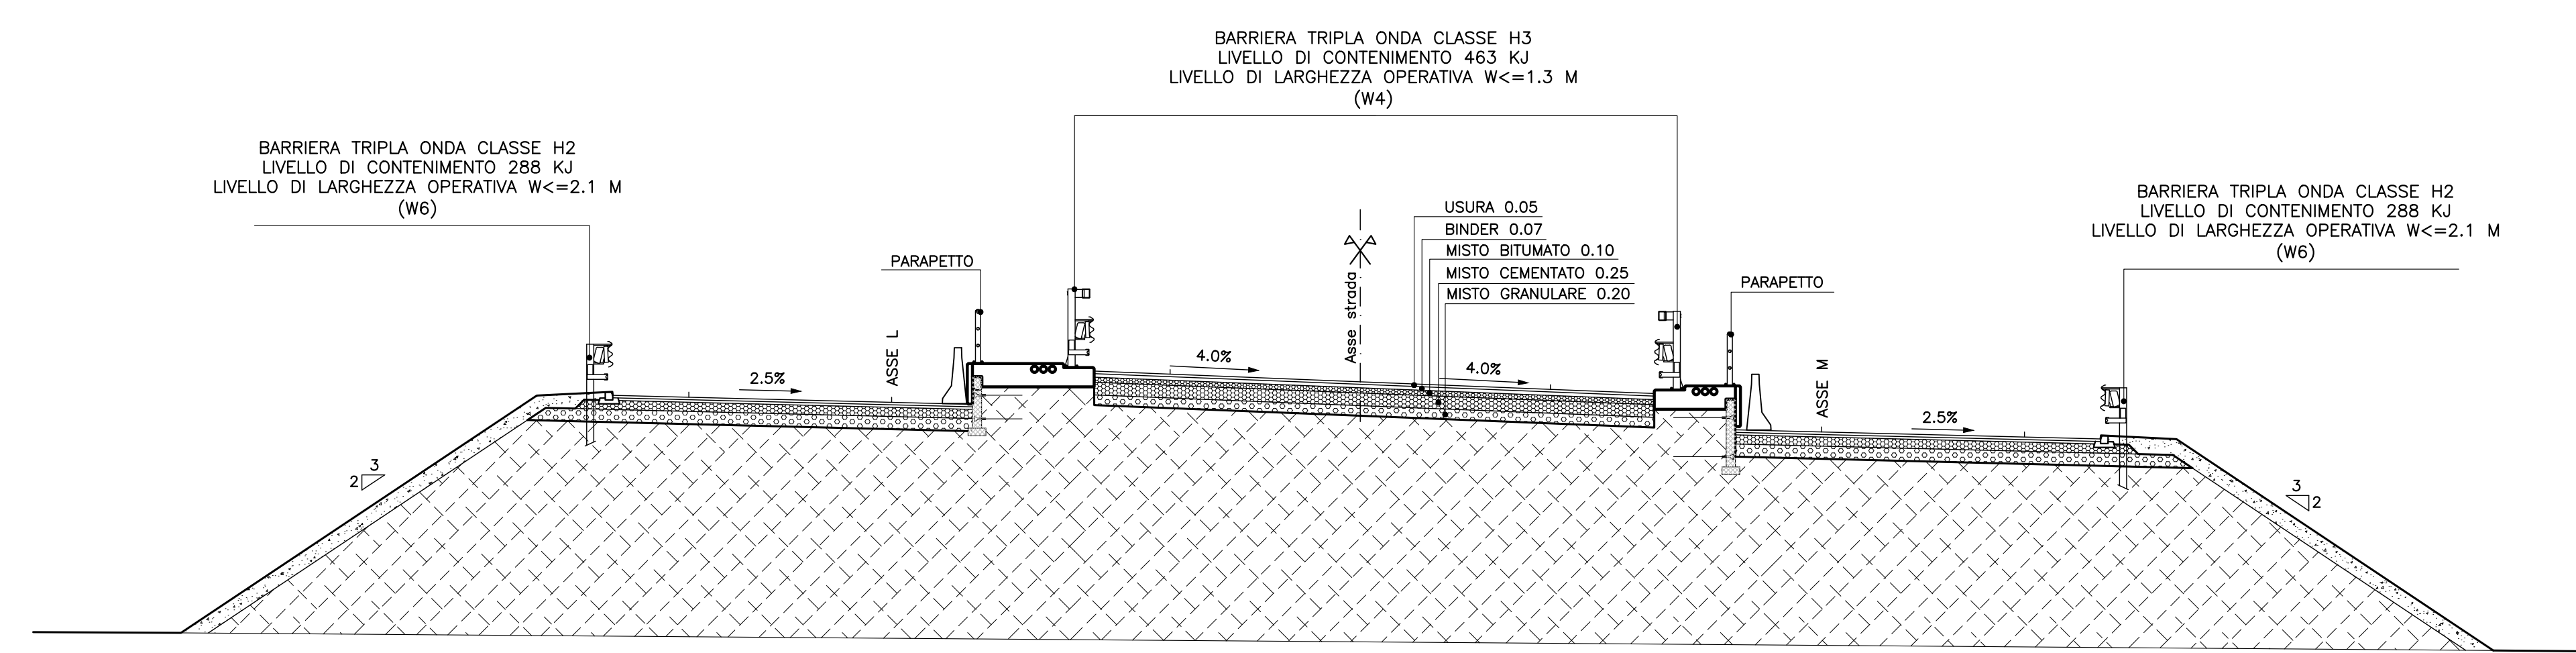 BARRIERA TRIPLA ONDA CLASSE H3
LIVELLO DI CONTENIMENTO 463 KJ
LIVELLO DI LARGHEZZA OPERATIVA W<=1.3 M
(W4)
BARRIERA TRIPLA ONDA CLASSE H2
LIVELLO DI CONTENIMENTO 288 KJ
LIVELLO DI LARGHEZZA OPERATIVA W<=2.1 M
(W6)
BARRIERA TRIPLA ONDA CLASSE H2
LIVELLO DI CONTENIMENTO 288 KJ
LIVELLO DI LARGHEZZA OPERATIVA W<=2.1 M
(W6)
USURA 0.05
BINDER 0.07
MISTO BITUMATO 0.10
MISTO CEMENTATO 0.25
MISTO GRANULARE 0.20
PARAPETTO
PARAPETTO
Asse strada
ASSE L
ASSE M
2.5%
4.0%
4.0%
2.5%
3
2
3
2